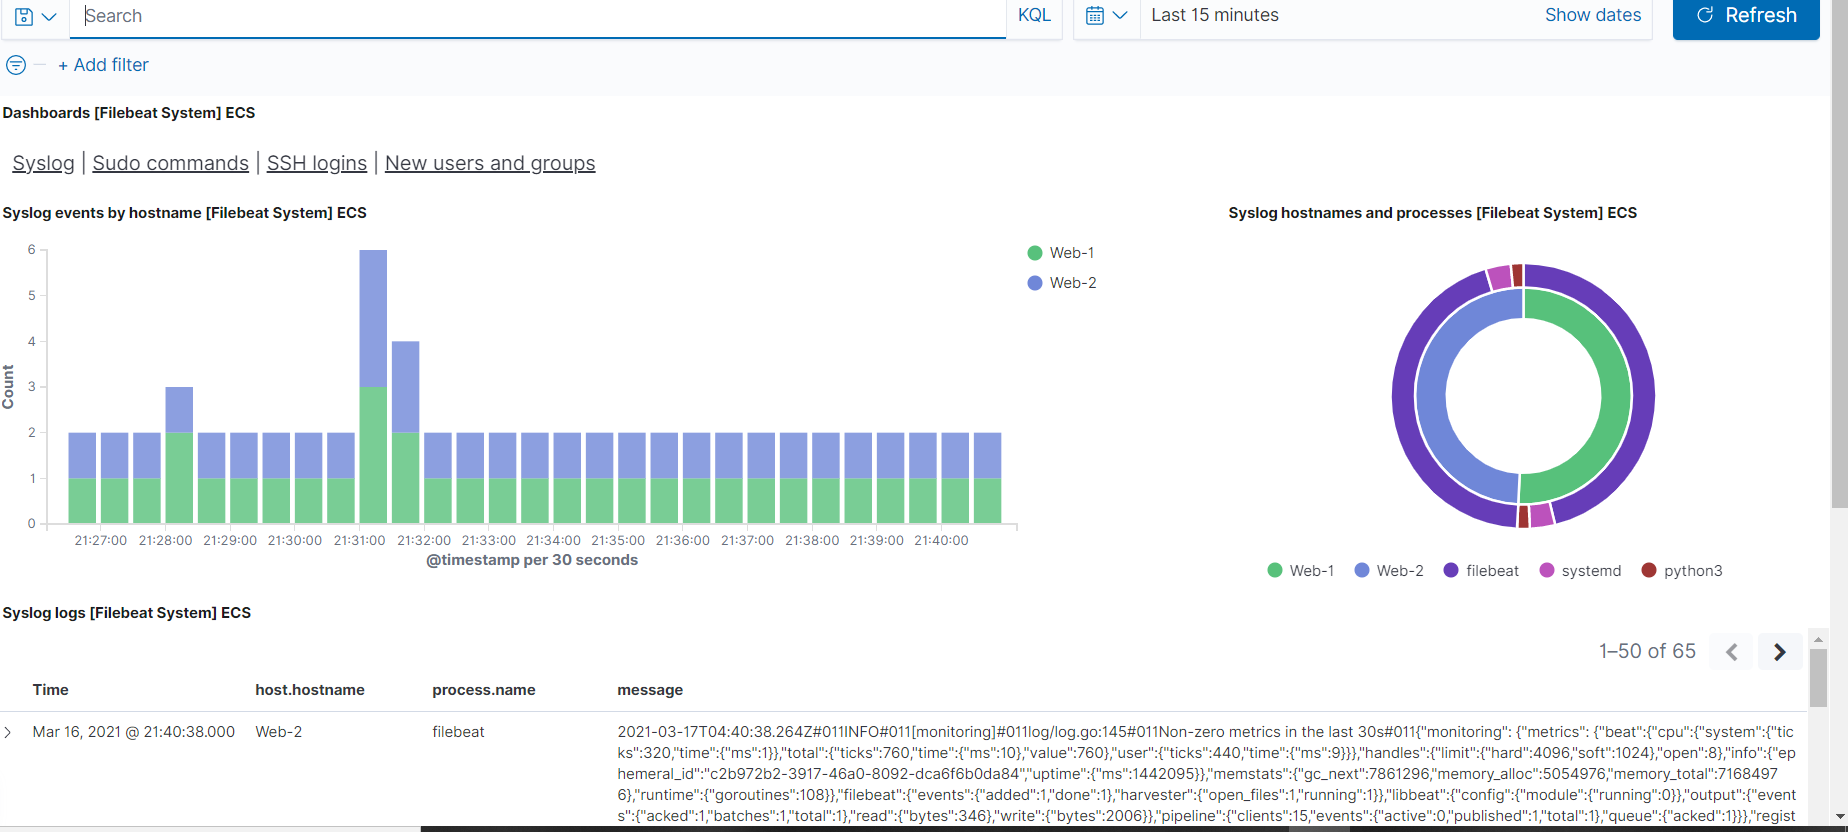 Search
KQL
Last 15 minutes
Show dates
Refresh
+ Add filter
Dashboards [Filebeat System] ECS
Syslog | Sudo commands | SSH logins | New users and groups
Syslog events by hostname [Filebeat System] ECS
6
5
4
3
2
1
0
Count
21:27:00 21:28:00 21:29:00 21:30:00 21:31:00 21:32:00 21:33:00 21:34:00 21:35:00 21:36:00 21:37:00 21:38:00 21:39:00 21:40:00
@timestamp per 30 seconds
Web-1
Web-2
Syslog hostnames and processes [Filebeat System] ECS
Web-1 Web-2 filebeat systemd python3
Syslog logs [Filebeat System] ECS
1–50 of 65
Time host.hostname process.name message
Mar 16, 2021 @ 21:40:38.000 Web-2 filebeat 2021-03-17T04:40:38.264Z#011INFO#011[monitoring]#011log/log.go:145#011Non-zero metrics in the last 30s#011{"monitoring": {"metrics": {"beat":{"cpu":{"system":{"tic
ks":320,"time":{"ms":1}},"total":{"ticks":760,"time":{"ms":10},"value":760},"user":{"ticks":440,"time":{"ms":9}}},"handles":{"limit":{"hard":4096,"soft":1024},"open":8},"info":{"ep
hemeral_id":"c2b972b2-3917-46a0-8092-dca6f6b0da84","uptime":{"ms":1442095}},"memstats":{"gc_next":7861296,"memory_alloc":5054976,"memory_total":7168497
6},"runtime":{"goroutines":108}},"filebeat":{"events":{"added":1,"done":1},"harvester":{"open_files":1,"running":1}},"libbeat":{"config":{"module":{"running":0}},"output":{"event
s":{"acked":1,"batches":1,"total":1},"read":{"bytes":346},"write":{"bytes":2006}},"pipeline":{"clients":15,"events":{"active":0,"published":1,"total":1},"queue":{"acked":1}}},"regist